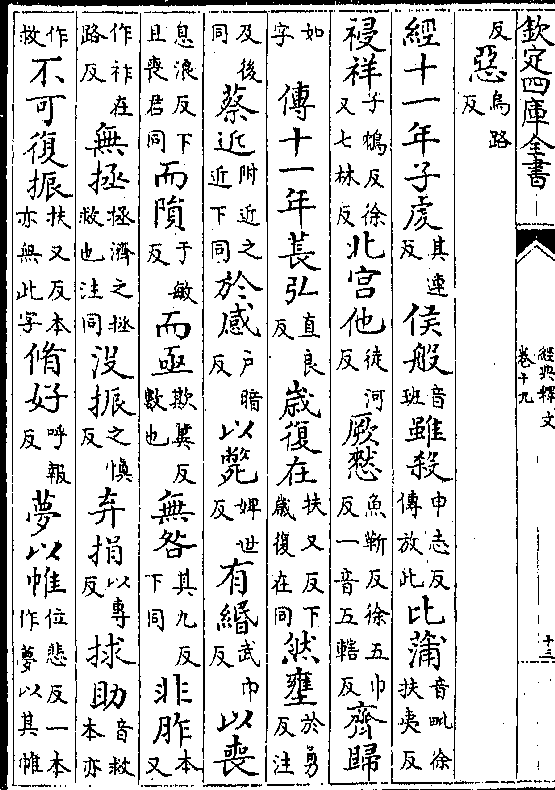 欽定四庫全書
經典釋文
卷十九
十三
反惡烏路反
經十一年子虔其連反侯般音班雖殺申志反傳放此比蒲音毗徐扶夷反
祲祥子鴆反徐又七林反北宫他徒河反厥憖魚靳反徐五巾反一音五轄反齊歸
如字傳十一年萇弘直良反歲復在扶又反下歲復在同然壅於勇反注
及後同蔡近附近之近下同於感戶暗反以斃婢世反有緡武巾反以喪
息浪反下且喪君同而隕于敏反而亟欺兾反數也無咎其九反下同非胙本又
作祚在路反無拯拯濟之拯救也注同没振之慎反弃捐以專反捄助音救本亦
作救不可復振扶又反本亦無此字脩好呼報反夢以帷位悲反一本作夢以其帷